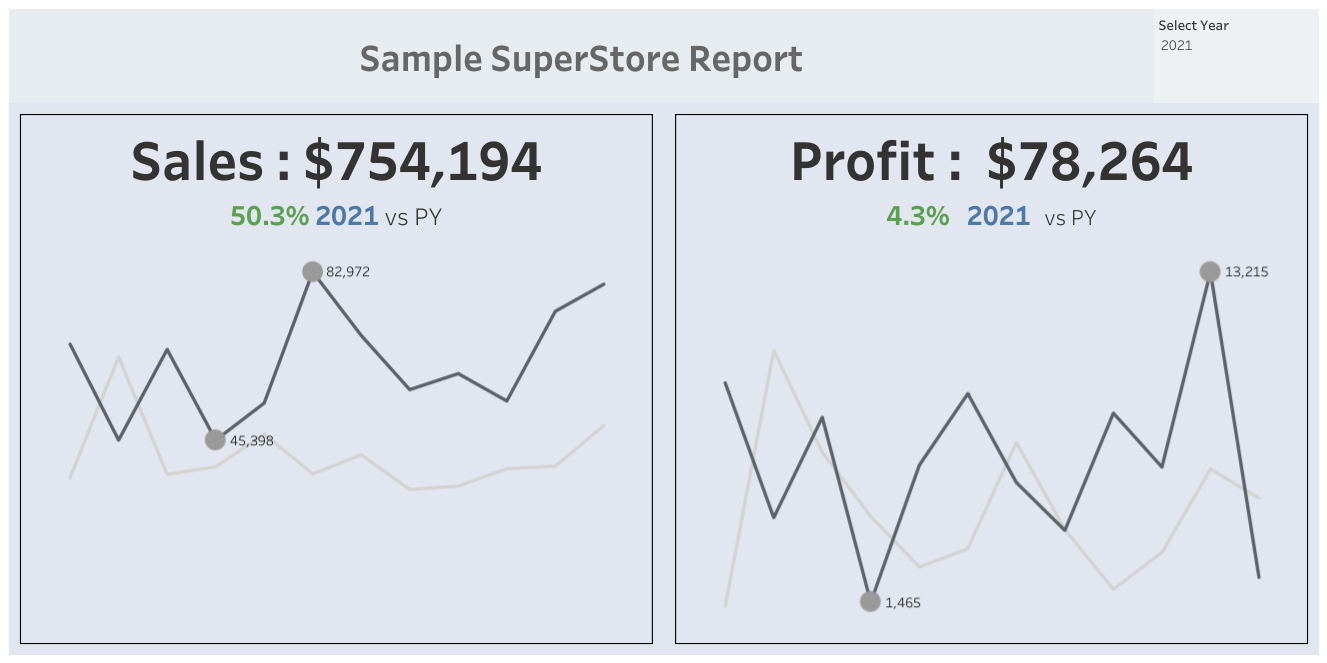 Sample SuperStore Report
Select Year
2021
Sales : $754,194
50.3% 2021 vs PY
82,972
45,398
Profit : $78,264
4.3% 2021 vs PY
13,215
1,465